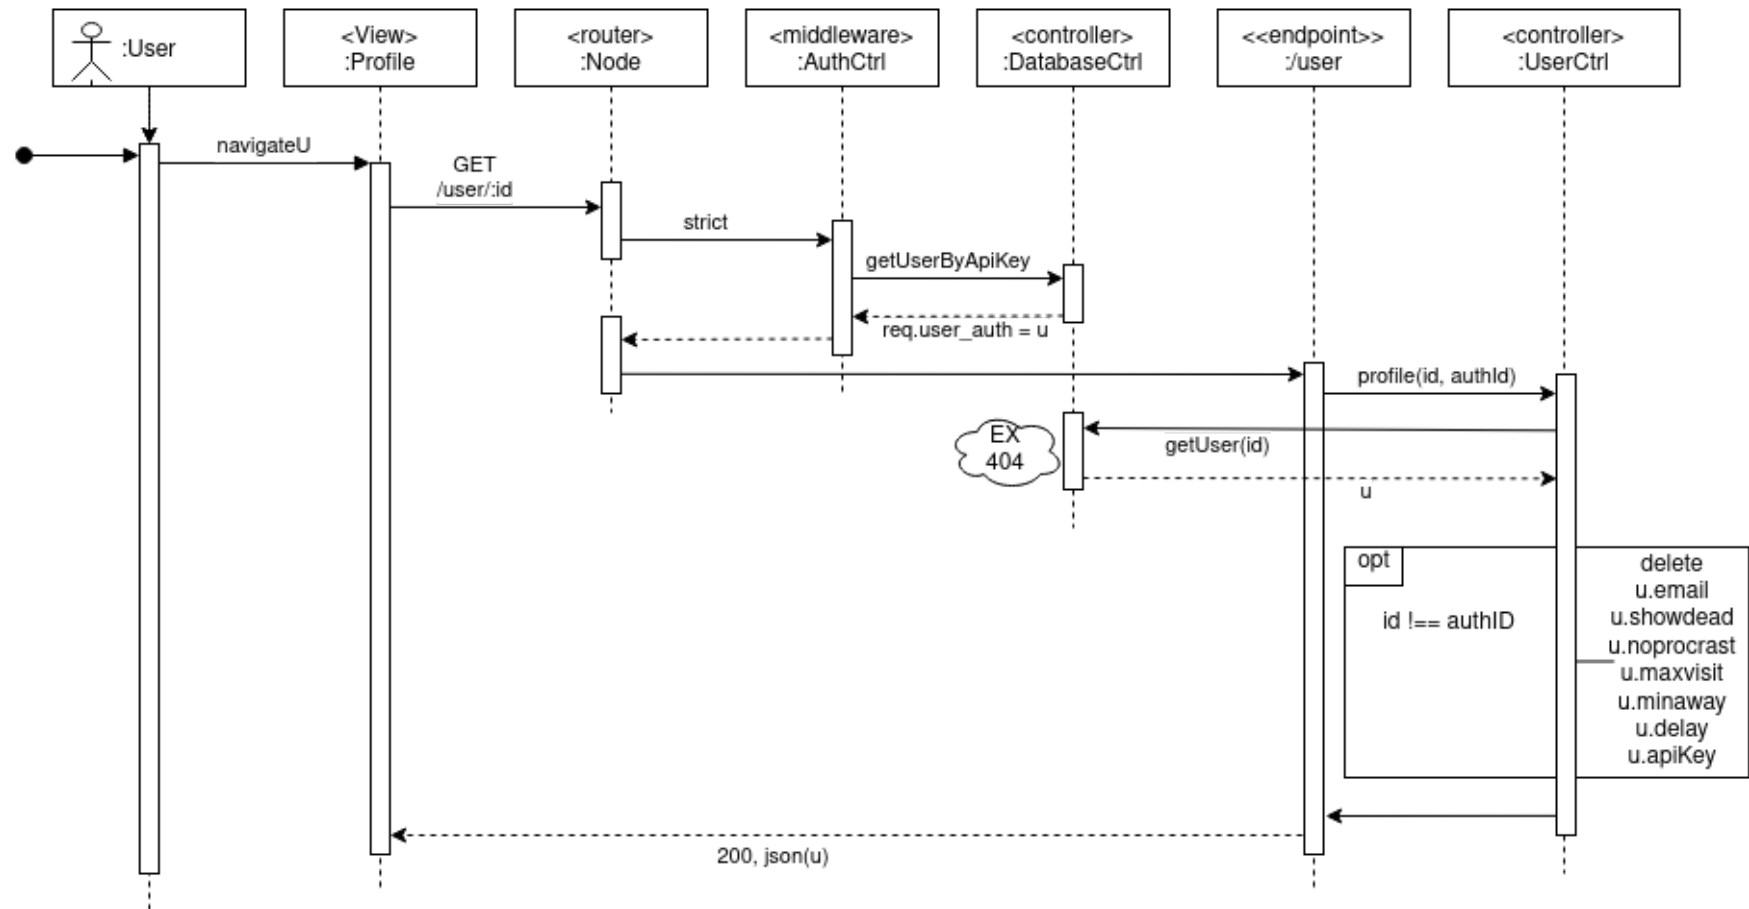 :User
<View>
:Profile
<router>
:Node
<middleware>
:AuthCtrl
<controller>
:DatabaseCtrl
<<endpoint>>
:/user
<controller>
:UserCtrl
navigateU
GET
/user/:id
strict
getUserByApiKey
req.user_auth = u
profile(id, authId)
EX
404
getUser(id)
u
opt
id !== authID
delete
u.email
u.showdead
u.noprocrast
u.maxvisit
u.minaway
u.delay
u.apiKey
200, json(u)